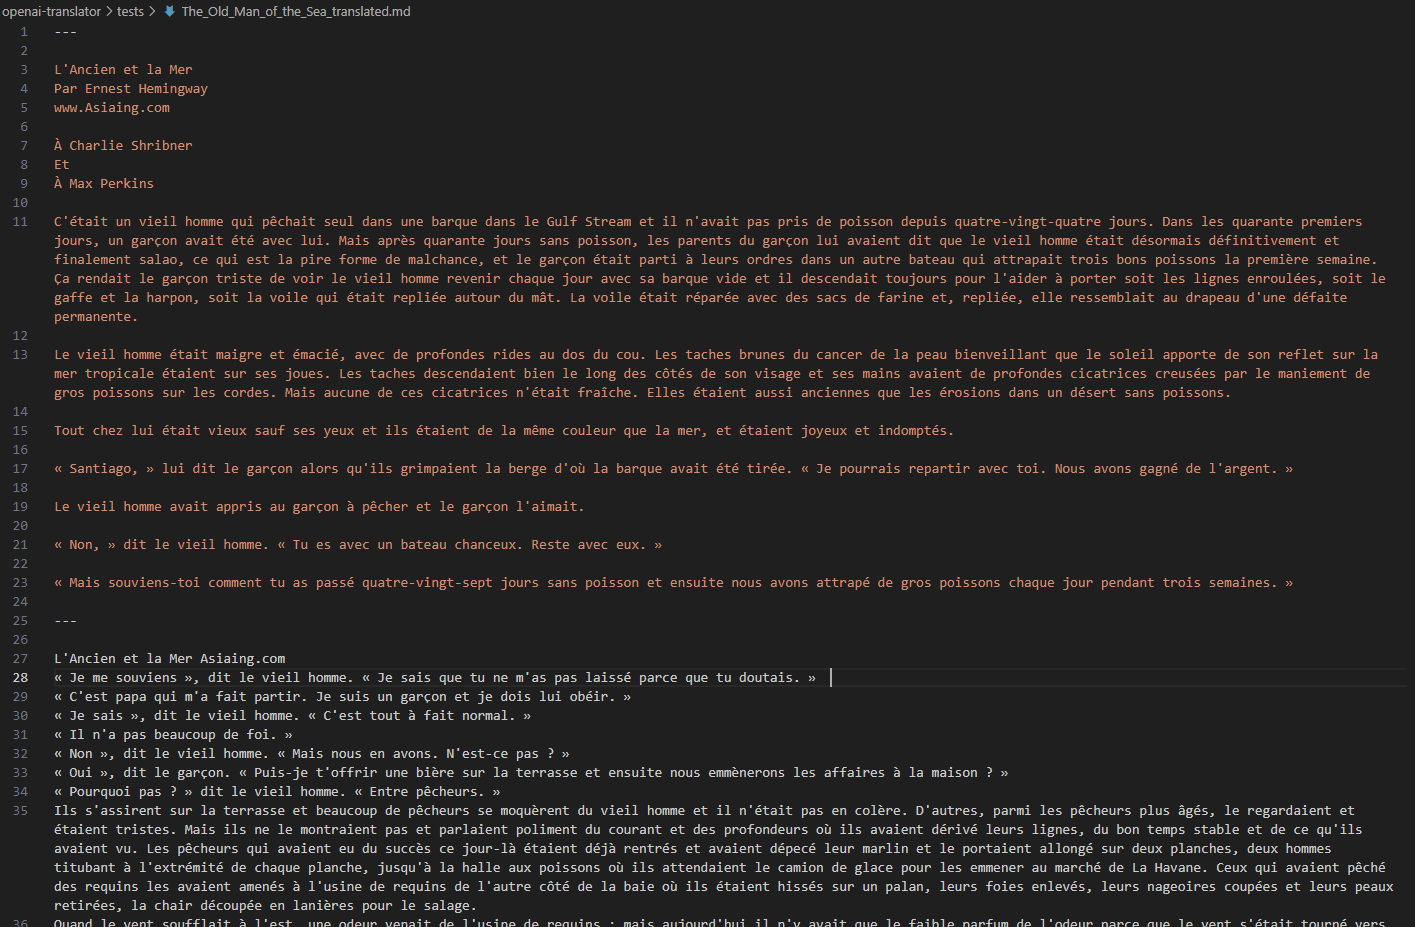 openai-translator > tests > The_Old_Man_of_the_Sea_translated.md
1 ---
2
3 L'Ancien et la Mer
4 Par Ernest Hemingway
5 www.Asiaing.com
6
7 À Charlie Shribner
8 Et
9 À Max Perkins
10
11 C'était un vieil homme qui pêchait seul dans une barque dans le Gulf Stream et il n'avait pas pris de poisson depuis quatre-vingt-quatre jours. Dans les quarante premiers
jours, un garçon avait été avec lui. Mais après quarante jours sans poisson, les parents du garçon lui avaient dit que le vieil homme était désormais définitivement et
finalement salao, ce qui est la pire forme de malchance, et le garçon était parti à leurs ordres dans un autre bateau qui attrapait trois bons poissons la première semaine.
Ça rendait le garçon triste de voir le vieil homme revenir chaque jour avec sa barque vide et il descendait toujours pour l'aider à porter soit les lignes enroulées, soit le
gaffe et la harpon, soit la voile qui était repliée autour du mât. La voile était réparée avec des sacs de farine et, repliée, elle ressemblait au drapeau d'une défaite
permanente.
12
13 Le vieil homme était maigre et émacié, avec de profondes rides au dos du cou. Les taches brunes du cancer de la peau bienveillant que le soleil apporte de son reflet sur la
mer tropicale étaient sur ses joues. Les taches descendaient bien le long des côtés de son visage et ses mains avaient de profondes cicatrices creusées par le maniement de
gros poissons sur les cordes. Mais aucune de ces cicatrices n'était fraîche. Elles étaient aussi anciennes que les érosions dans un désert sans poissons.
14
15 Tout chez lui était vieux sauf ses yeux et ils étaient de la même couleur que la mer, et étaient joyeux et indomptés.
16
17 « Santiago, » lui dit le garçon alors qu'ils grimpaient la berge d'où la barque avait été tirée. « Je pourrais repartir avec toi. Nous avons gagné de l'argent. »
18
19 Le vieil homme avait appris au garçon à pêcher et le garçon l'aimait.
20
21 « Non, » dit le vieil homme. « Tu es avec un bateau chanceux. Reste avec eux. »
22
23 « Mais souviens-toi comment tu as passé quatre-vingt-sept jours sans poisson et ensuite nous avons attrapé de gros poissons chaque jour pendant trois semaines. »
24
25 ---
26
27 L'Ancien et la Mer Asiaing.com
28 « Je me souviens », dit le vieil homme. « Je sais que tu ne m'as pas laissé parce que tu doutais. »
29 « C'est papa qui m'a fait partir. Je suis un garçon et je dois lui obéir. »
30 « Je sais », dit le vieil homme. « C'est tout à fait normal. »
31 « Il n'a pas beaucoup de foi. »
32 « Non », dit le vieil homme. « Mais nous en avons. N'est-ce pas ? »
33 « Oui », dit le garçon. « Puis-je t'offrir une bière sur la terrasse et ensuite nous emmènerons les affaires à la maison ? »
34 « Pourquoi pas ? » dit le vieil homme. « Entre pêcheurs. »
35 Ils s'assirent sur la terrasse et beaucoup de pêcheurs se moquèrent du vieil homme et il n'était pas en colère. D'autres, parmi les pêcheurs plus âgés, le regardaient et
étaient tristes. Mais ils ne le montraient pas et parlaient poliment du courant et des profondeurs où ils avaient dérivé leurs lignes, du bon temps stable et de ce qu'ils
avaient vu. Les pêcheurs qui avaient eu du succès ce jour-là étaient déjà rentrés et avaient dépecé leur marlin et le portaient allongé sur deux planches, deux hommes
titubant à l'extrémité de chaque planche, jusqu'à la halle aux poissons où ils attendaient le camion de glace pour les emmener au marché de La Havane. Ceux qui avaient pêché
des requins les avaient amenés à l'usine de requins de l'autre côté de la baie où ils étaient hissés sur un palan, leurs foies enlevés, leurs nageoires coupées et leurs peaux
retirées, la chair découpée en lanières pour le salage.
36 Quand le vent soufflait à l'est, une odeur venait de l'usine de requins ; mais aujourd'hui il n'y avait que le faible parfum de l'odeur parce que le vent s'était tourné vers